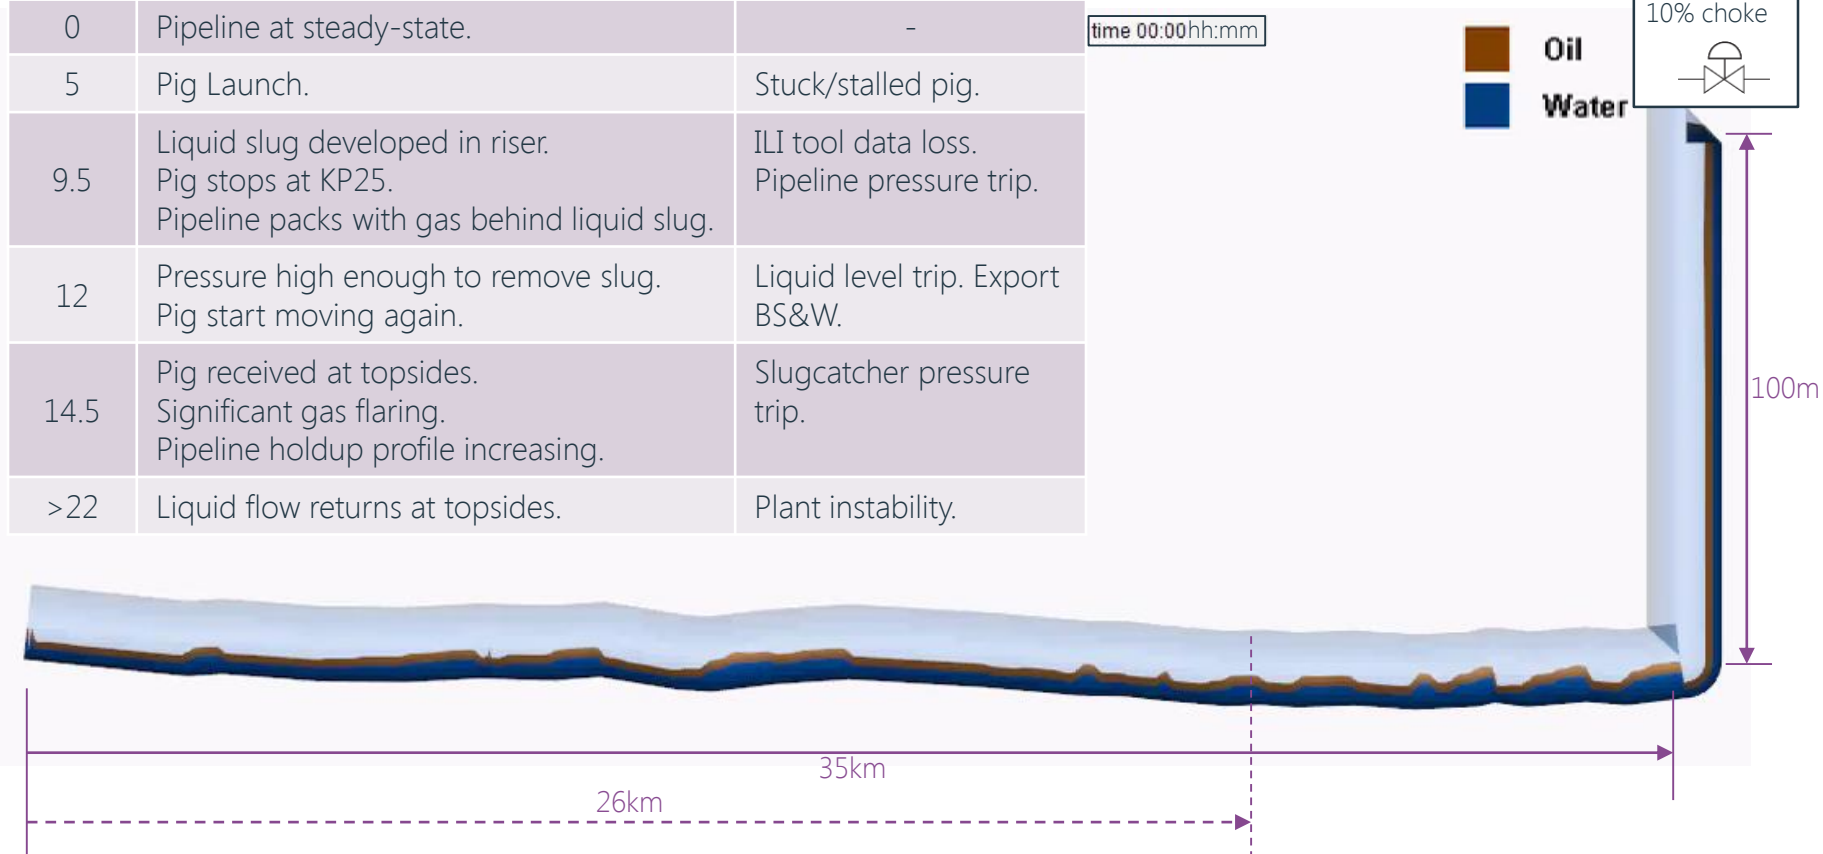 0
Pipeline at steady-state.
-
5
Pig Launch.
Stuck/stalled pig.
9.5
Liquid slug developed in riser.
Pig stops at KP25.
Pipeline packs with gas behind liquid slug.
ILI tool data loss.
Pipeline pressure trip.
12
Pressure high enough to remove slug.
Pig start moving again.
Liquid level trip. Export
BS&W.
14.5
Pig received at topsides.
Significant gas flaring.
Pipeline holdup profile increasing.
Slugcatcher pressure
trip.
>22
Liquid flow returns at topsides.
Plant instability.
time 00:00hh:mm
Oil
Water
10% choke
100m
35km
26km